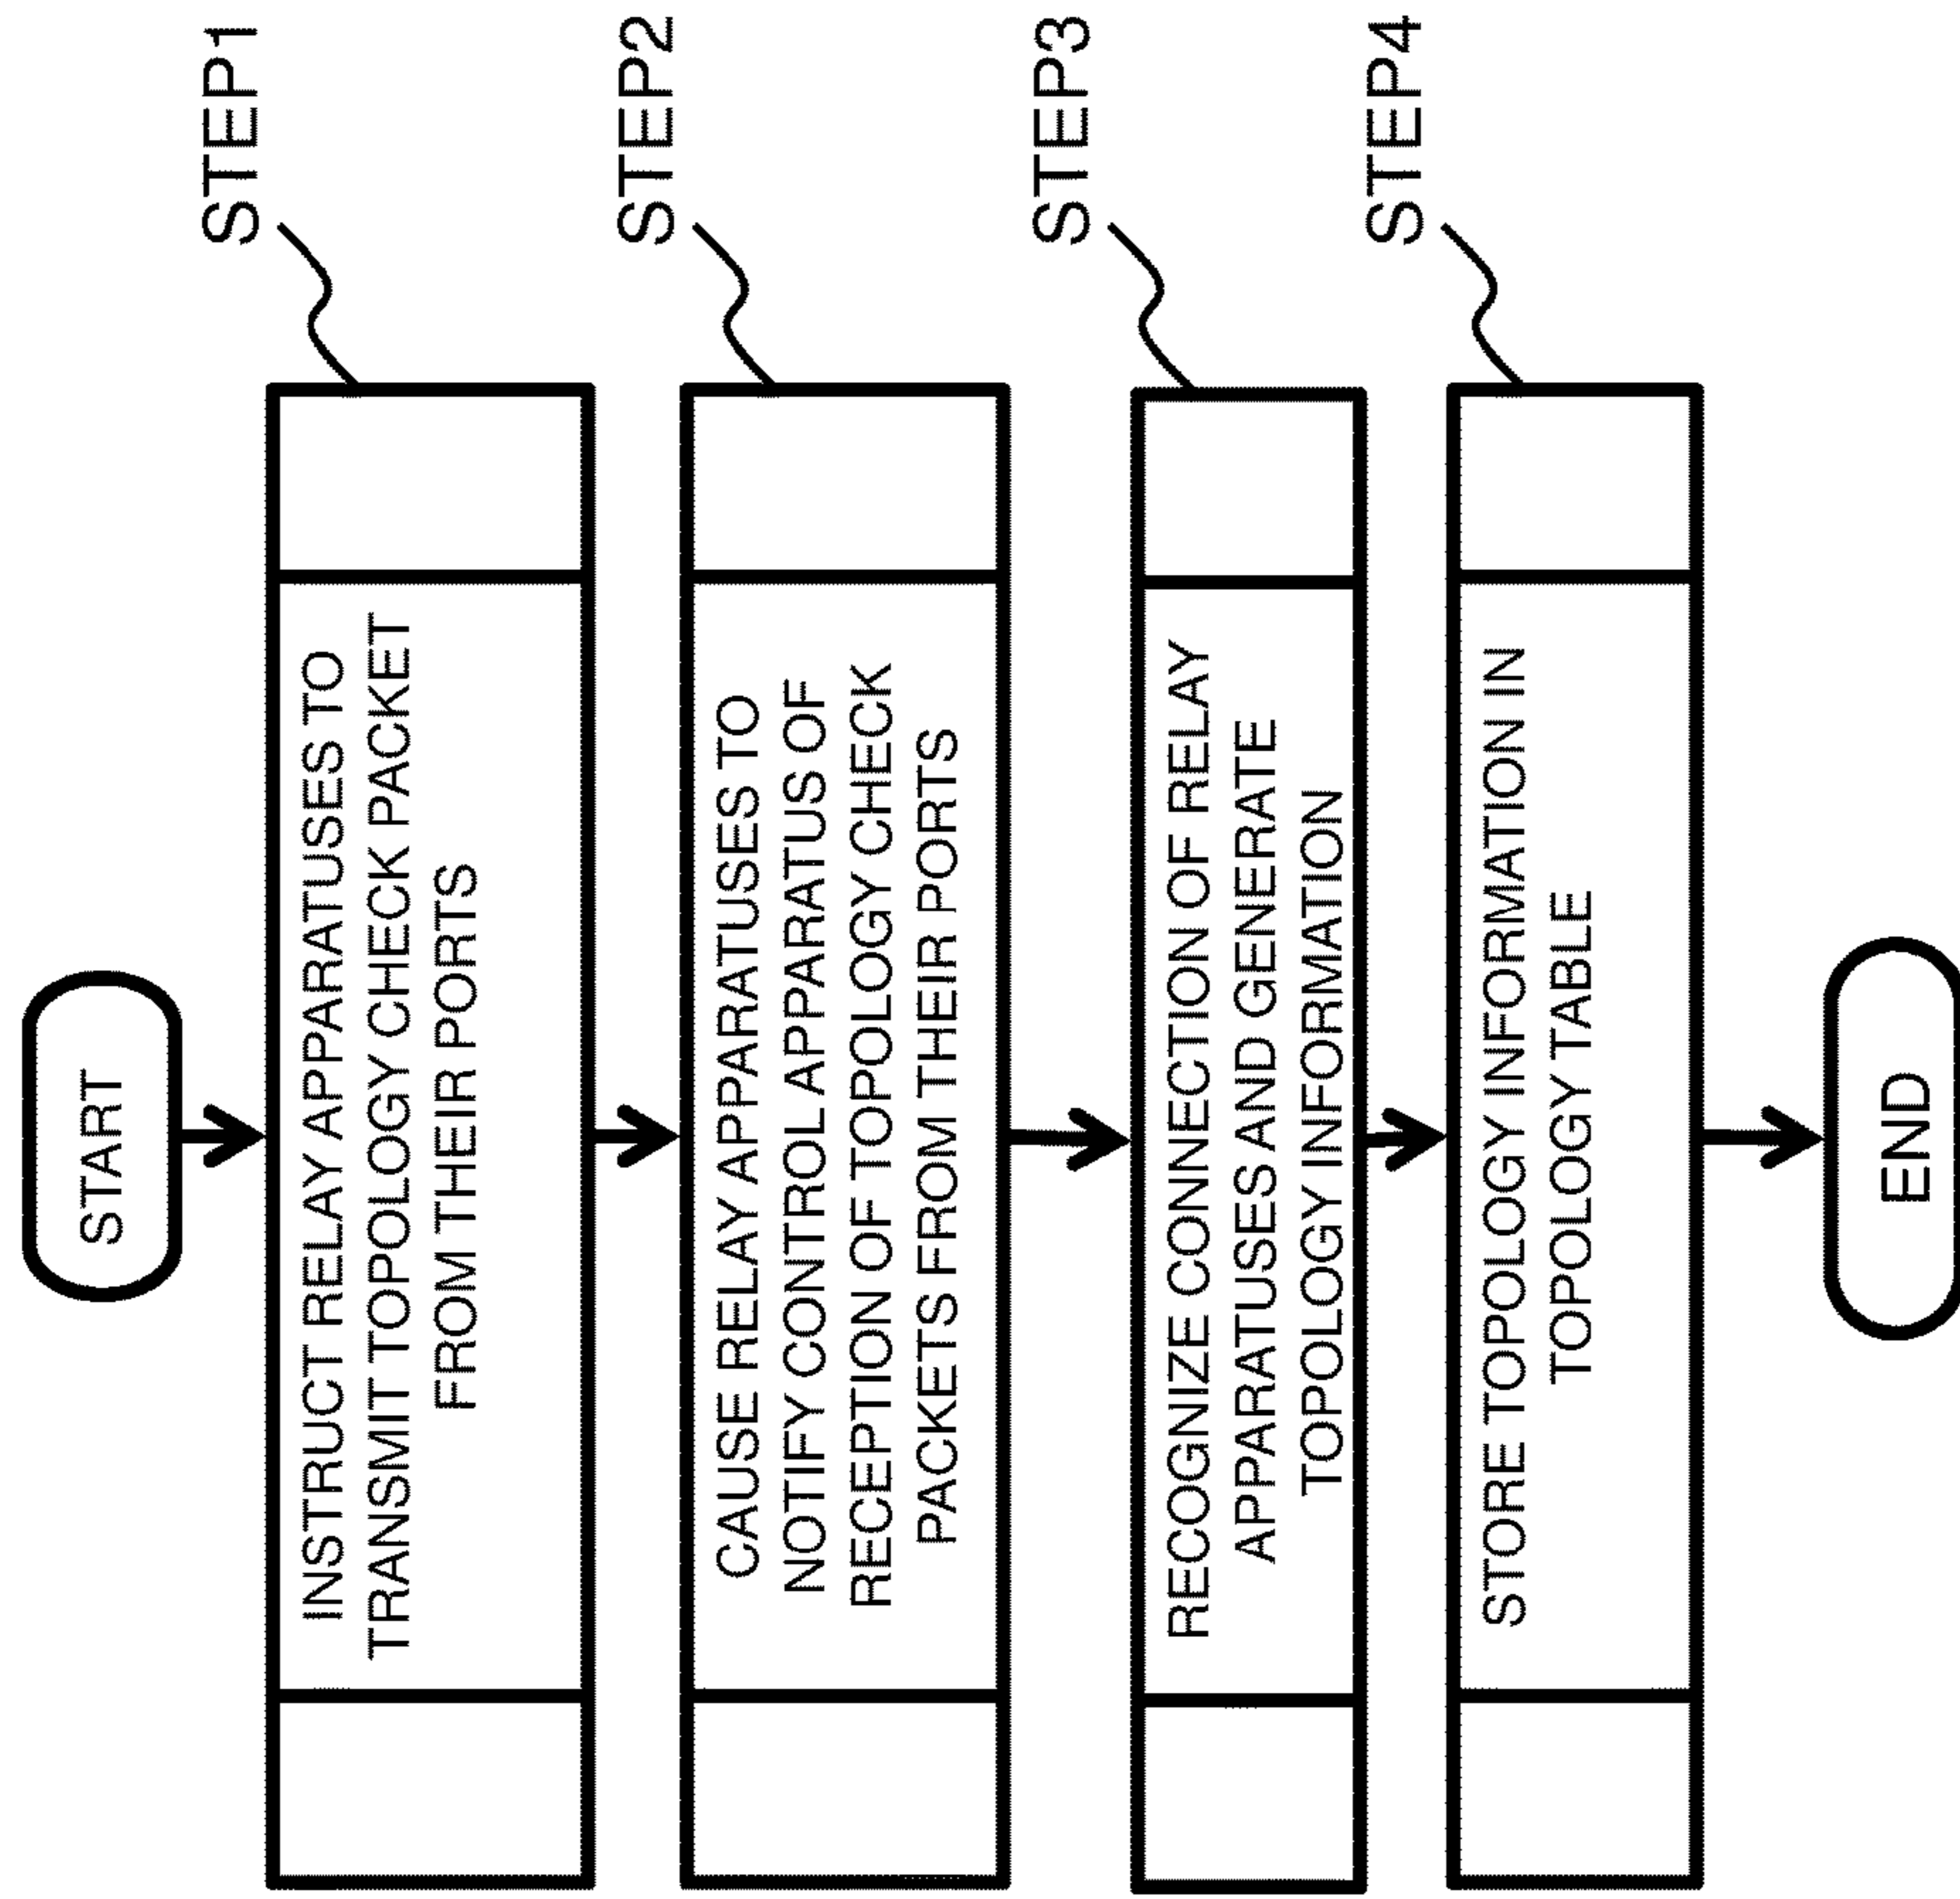 START
STEP1
INSTRUCT RELAY APPARATUSES TO
TRANSMIT TOPOLOGY CHECK PACKET
FROM THEIR PORTS
STEP2
CAUSE RELAY APPARATUSES TO
NOTIFY CONTROL APPARATUS OF
RECEPTION OF TOPOLOGY CHECK
PACKETS FROM THEIR PORTS
STEP3
RECOGNIZE CONNECTION OF RELAY
APPARATUSES AND GENERATE
TOPOLOGY INFORMATION
STEP4
STORE TOPOLOGY INFORMATION IN
TOPOLOGY TABLE
END